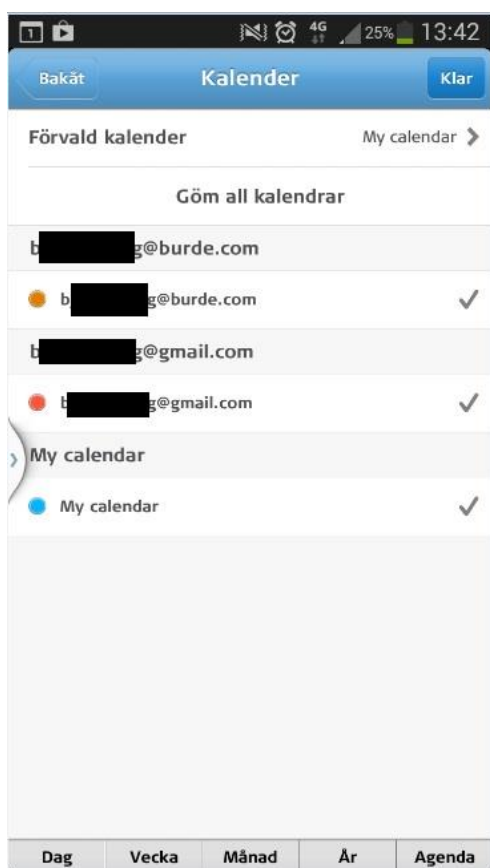 1 4G 25% 13:42
Bakåt Kalender Klar
Förvald kalender My calendar
Göm all kalendrar
b g@burde.com
b g@burde.com
b g@gmail.com
b g@gmail.com
My calendar
My calendar
Dag Vecka Månad År Agenda